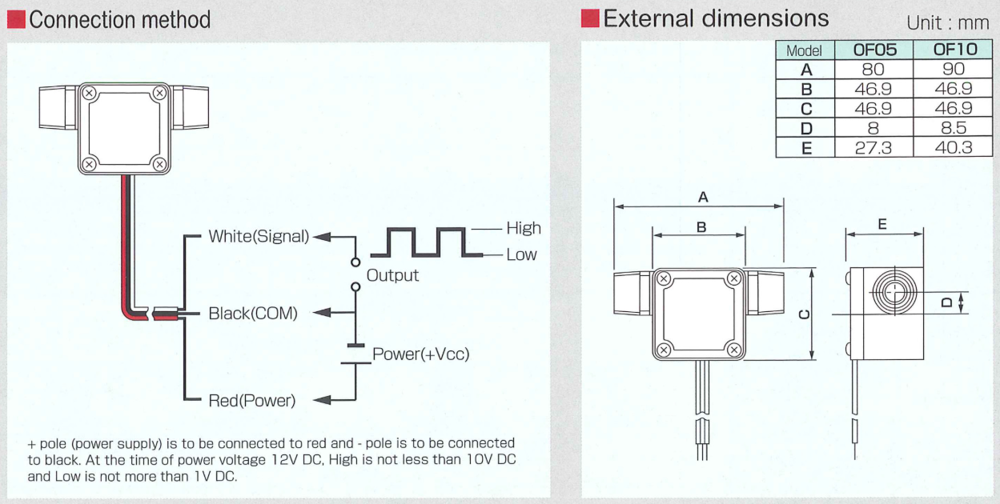 Connection method
White(Signal)
High
Low
Output
Black(COM)
Power(+Vcc)
Red(Power)
+ pole (power supply) is to be connected to red and - pole is to be connected
to black. At the time of power voltage 12V DC, High is not less than 10V DC
and Low is not more than 1V DC.
External dimensions
Unit : mm
Model OF05 OF10
A 80 90
B 46.9 46.9
C 46.9 46.9
D 8 8.5
E 27.3 40.3
A
B
E
C
D